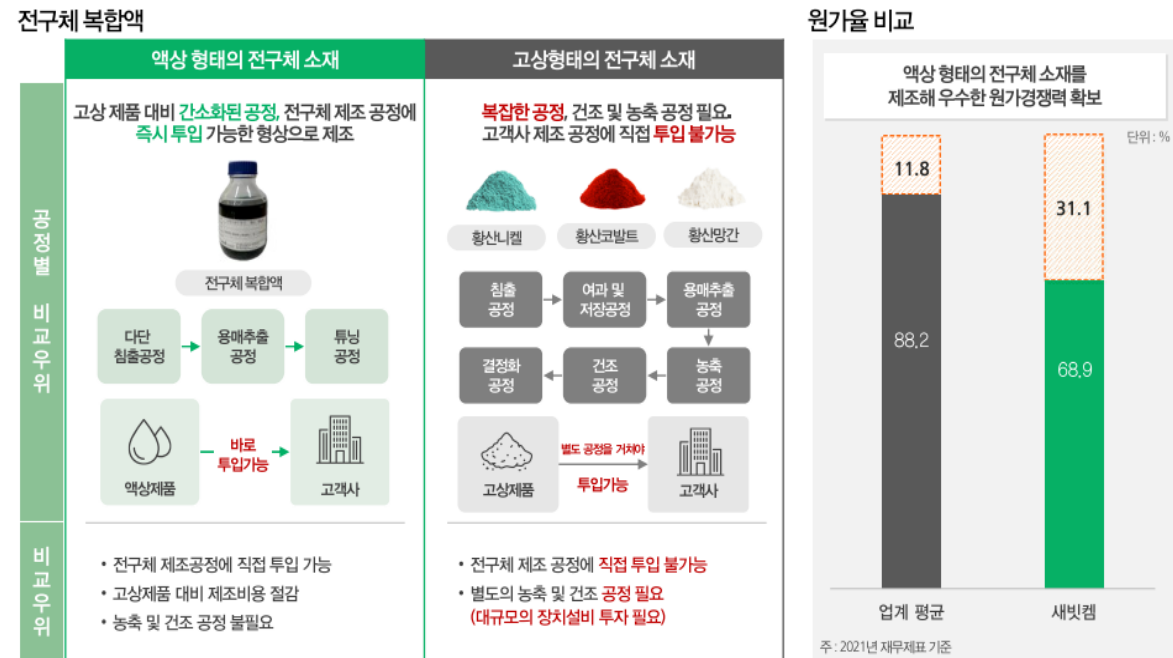 전구체 복합액
액상 형태의 전구체 소재
고상 제품 대비 간소화된 공정, 전구체 제조 공정에
즉시 투입 가능한 형상으로 제조
전구체 복합액
다단
침출공정
용매추출
공정
튜닝
공정
액상제품
바로
투입가능
고객사
고상형태의 전구체 소재
복잡한 공정, 건조 및 농축 공정 필요.
고객사 제조 공정에 직접 투입 불가능
황산니켈
황산코발트
황산망간
침출
공정
여과 및
저장공정
용매추출
공정
결정화
공정
건조
공정
농축
공정
고상제품
별도 공정을 거쳐야
투입가능
고객사
공정별 비교우위
비교우위
• 전구체 제조공정에 직접 투입 가능
• 고상제품 대비 제조비용 절감
• 농축 및 건조 공정 불필요
• 전구체 제조 공정에 직접 투입 불가능
• 별도의 농축 및 건조 공정 필요
(대규모의 장치설비 투자 필요)
원가율 비교
액상 형태의 전구체 소재를
제조해 우수한 원가경쟁력 확보
단위 : %
11.8
88.2
31.1
68.9
업계 평균
새빗켐
주 : 2021년 재무제표 기준